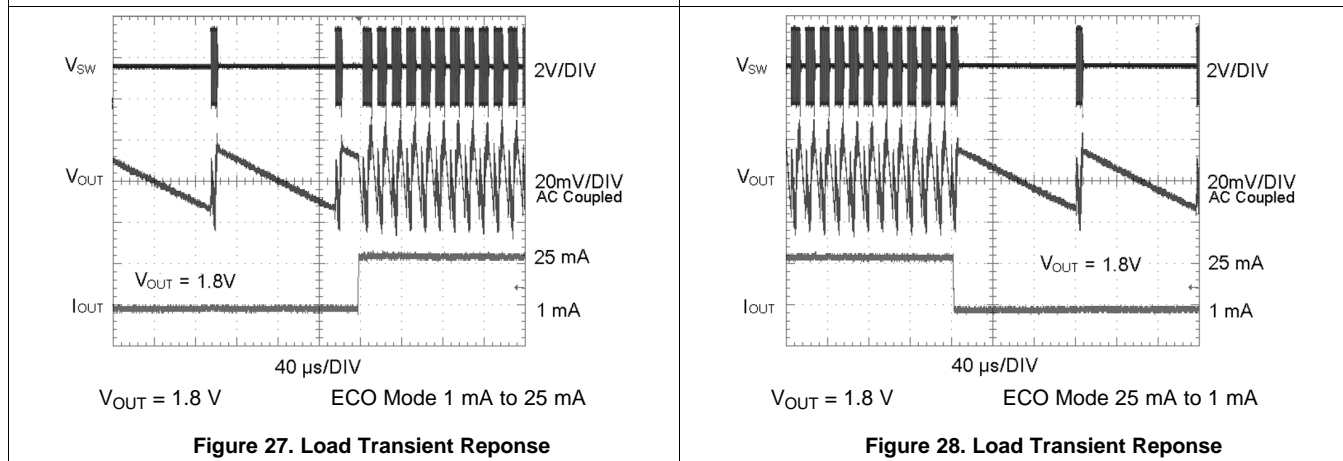 V_SW
2V/DIV
V_OUT
20mV/DIV
AC Coupled
25 mA
V_OUT = 1.8V
I_OUT
1 mA
40 µs/DIV
V_OUT = 1.8 V
ECO Mode 1 mA to 25 mA
Figure 27. Load Transient Reponse
V_SW
2V/DIV
V_OUT
20mV/DIV
AC Coupled
V_OUT = 1.8V
25 mA
I_OUT
1 mA
40 µs/DIV
V_OUT = 1.8 V
ECO Mode 25 mA to 1 mA
Figure 28. Load Transient Reponse